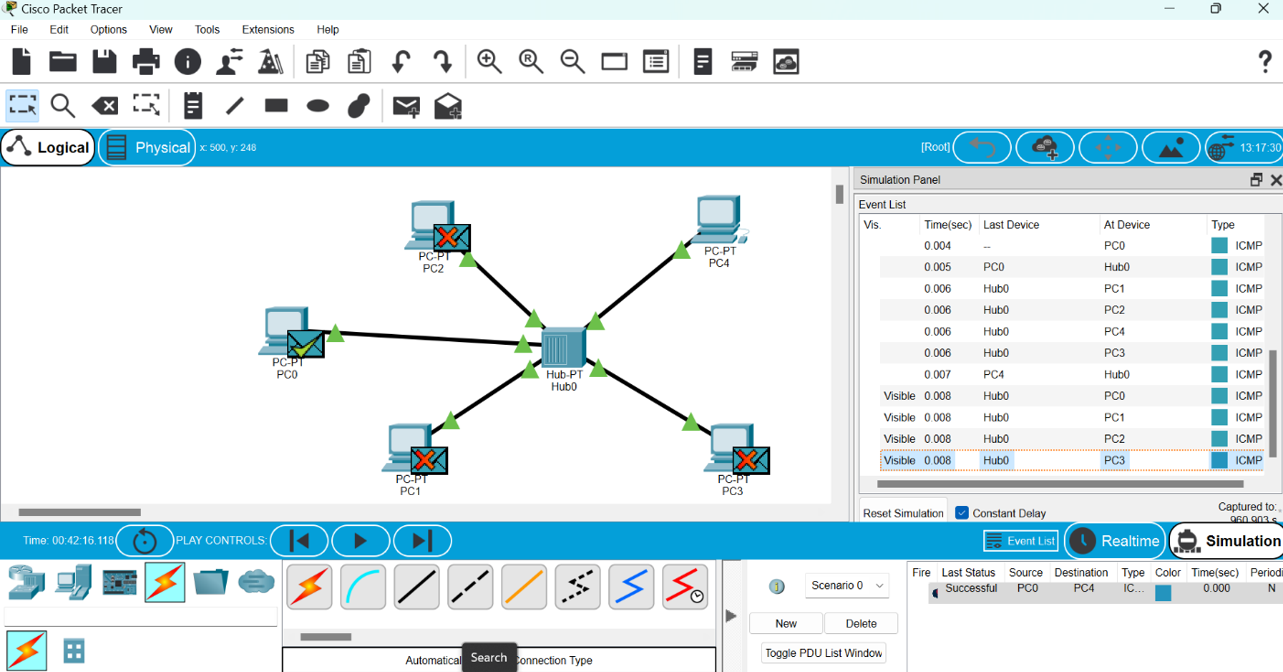 Cisco Packet Tracer
File Edit Options View Tools Extensions Help
Logical Physical x: 500, y: 248 [Root] 13:17:30
Simulation Panel
Event List
Vis. Time(sec) Last Device At Device Type
0.004 -- PC0 ICMP
0.005 PC0 Hub0 ICMP
0.006 Hub0 PC1 ICMP
0.006 Hub0 PC2 ICMP
0.006 Hub0 PC4 ICMP
0.006 Hub0 PC3 ICMP
0.007 PC4 Hub0 ICMP
Visible 0.008 Hub0 PC0 ICMP
Visible 0.008 Hub0 PC1 ICMP
Visible 0.008 Hub0 PC2 ICMP
Visible 0.008 Hub0 PC3 ICMP
Reset Simulation Constant Delay Captured to:
960.903 s
PC-PT
PC2
PC-PT
PC4
PC-PT
PC0
Hub-PT
Hub0
PC-PT
PC1
PC-PT
PC3
Time: 00:42:16.118 PLAY CONTROLS: Event List Realtime Simulation
Scenario 0
New Delete
Toggle PDU List Window
Fire Last Status Source Destination Type Color Time(sec) Periodi
Successful PC0 PC4 IC... 0.000 N
Automatical Search onnection Type